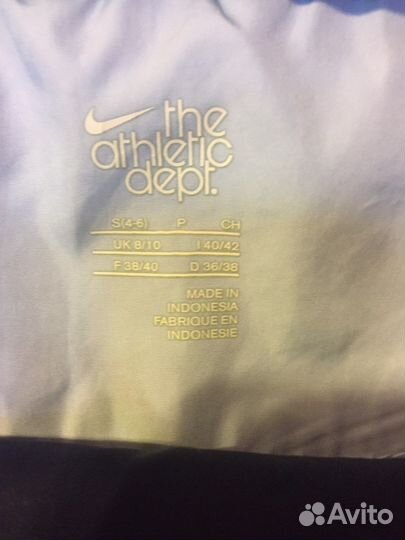 the
athletic
dept.
S(4-6) P CH
UK 8/10 I 40/42
F 38/40 D 36/38
MADE IN
INDONESIA
FABRIQUE EN
INDONESIE
Avito